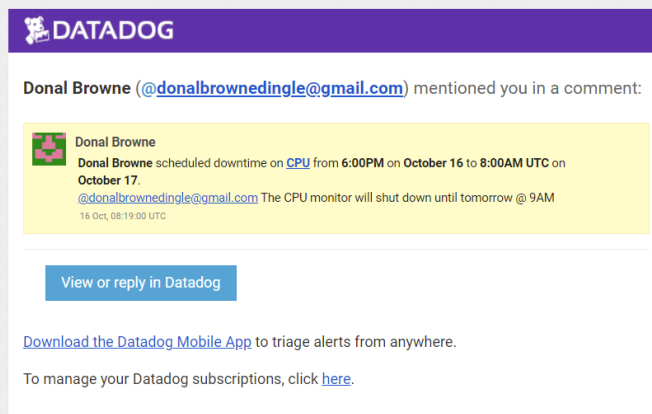 DATADOG
Donal Browne (@donalbrownedingle@gmail.com) mentioned you in a comment:
Donal Browne
Donal Browne scheduled downtime on CPU from 6:00PM on October 16 to 8:00AM UTC on
October 17.
@donalbrownedingle@gmail.com The CPU monitor will shut down until tomorrow @ 9AM
16 Oct, 08:19:00 UTC
View or reply in Datadog
Download the Datadog Mobile App to triage alerts from anywhere.
To manage your Datadog subscriptions, click here.